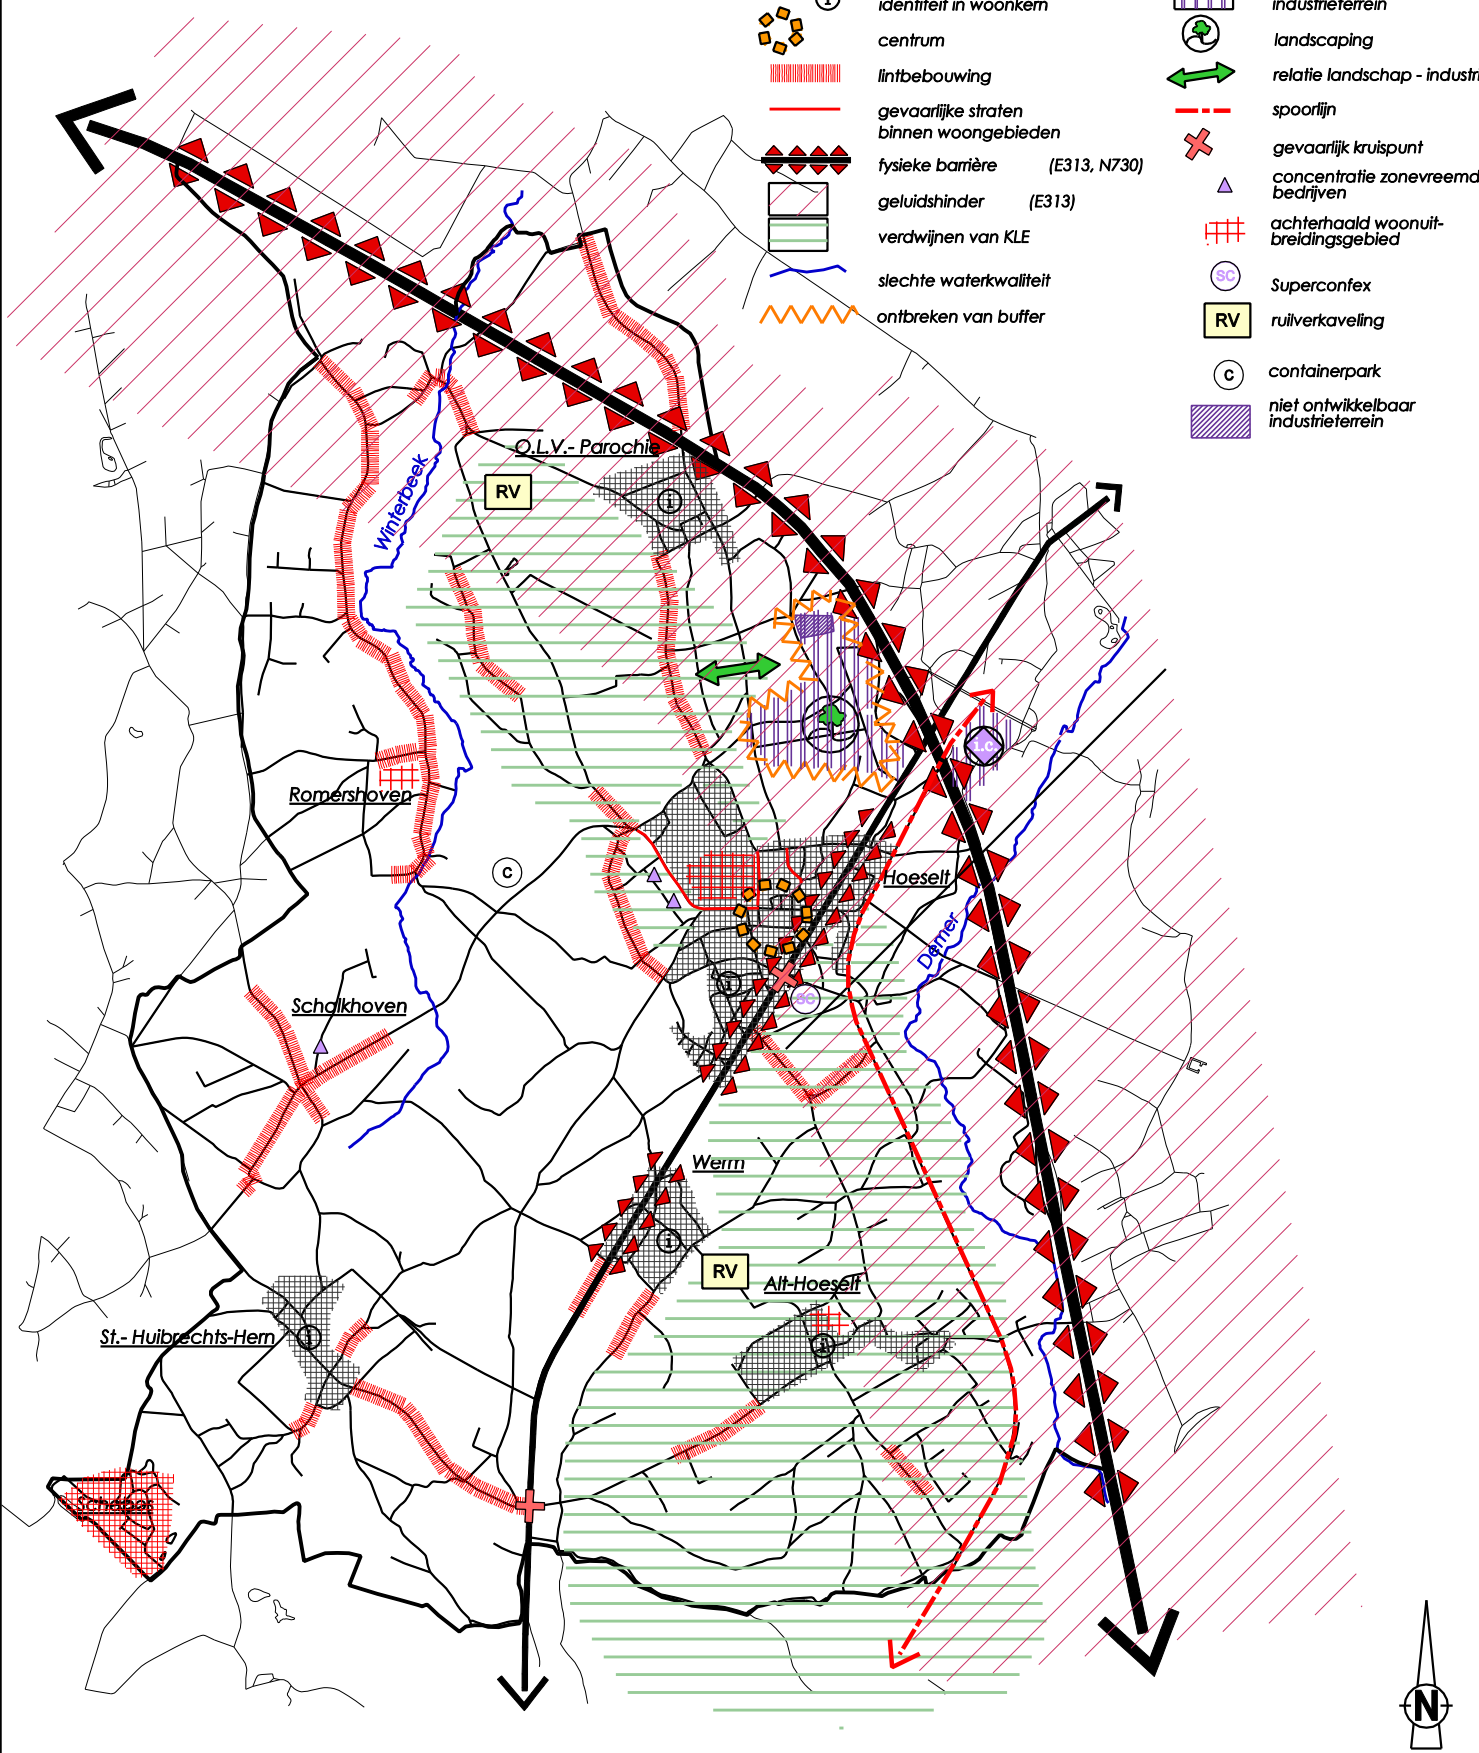 i
identiteit in woonkern
centrum
lintbebouwing
gevaarlijke straten
binnen woongebieden
fysieke barrière (E313, N730)
geluidshinder (E313)
verdwijnen van KLE
slechte waterkwaliteit
ontbreken van buffer
industrieterrein
landscaping
relatie landschap - industri
spoorlijn
gevaarlijk kruispunt
concentratie zonevreemd
bedrijven
achterhaald woonuit-
breidingsgebied
SC
Superconfex
RV
ruilverkaveling
C
containerpark
niet ontwikkelbaar
industrieterrein
O.L.V.- Parochie
RV
i
Winterbeek
i.c.
Romershoven
C
Hoeselt
Demer
i
SC
Schalkhoven
Werm
i
RV
Alt-Hoeselt
St.- Huibrechts-Hern
i
i
Schelpes
N